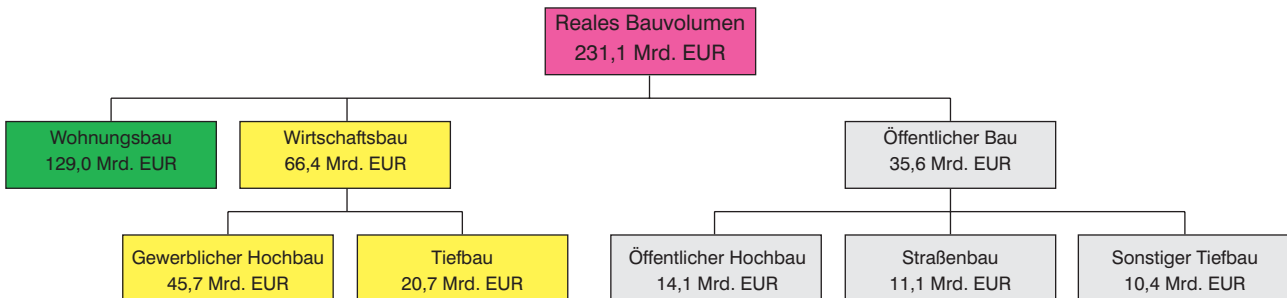 Reales Bauvolumen
231,1 Mrd. EUR
Wohnungsbau
129,0 Mrd. EUR
Wirtschaftsbau
66,4 Mrd. EUR
Öffentlicher Bau
35,6 Mrd. EUR
Gewerblicher Hochbau
45,7 Mrd. EUR
Tiefbau
20,7 Mrd. EUR
Öffentlicher Hochbau
14,1 Mrd. EUR
Straßenbau
11,1 Mrd. EUR
Sonstiger Tiefbau
10,4 Mrd. EUR